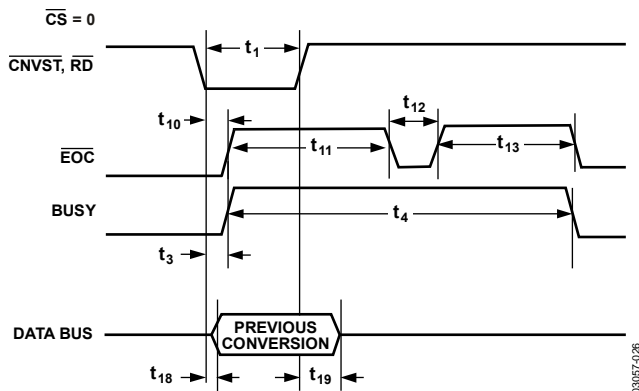 CS = 0
CNVST, RD
t1
t10
t12
EOC
t11
t13
BUSY
t4
t3
DATA BUS
PREVIOUS
CONVERSION
t18
t19
03057-026